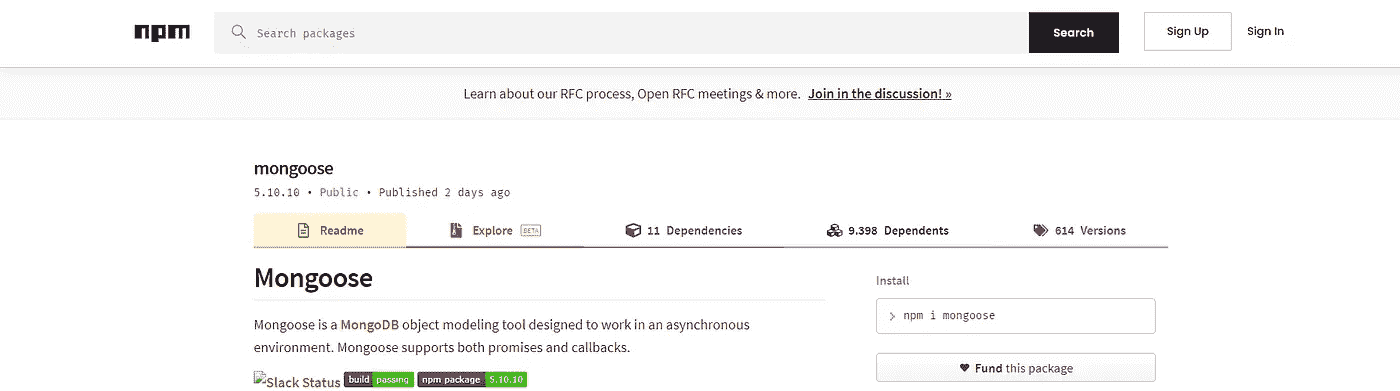 npm
Search packages
Search
Sign Up
Sign In
Learn about our RFC process, Open RFC meetings & more. Join in the discussion! »
mongoose
5.10.10 • Public • Published 2 days ago
Readme
Explore BETA
11 Dependencies
9.398 Dependents
614 Versions
Mongoose
Mongoose is a MongoDB object modeling tool designed to work in an asynchronous
environment. Mongoose supports both promises and callbacks.
Slack Status build passing npm package 5.10.10
Install
> npm i mongoose
Fund this package